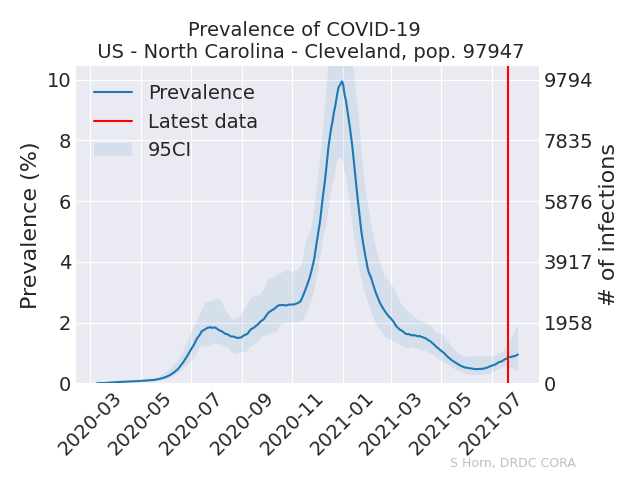 Prevalence of COVID-19
US - North Carolina - Cleveland, pop. 97947
Prevalence
Latest data
95CI
Prevalence (%)
10
8
6
4
2
0
9794
7835
5876
3917
1958
0
# of infections
2020-03
2020-05
2020-07
2020-09
2020-11
2021-01
2021-03
2021-05
2021-07
S Horn, DRDC CORA